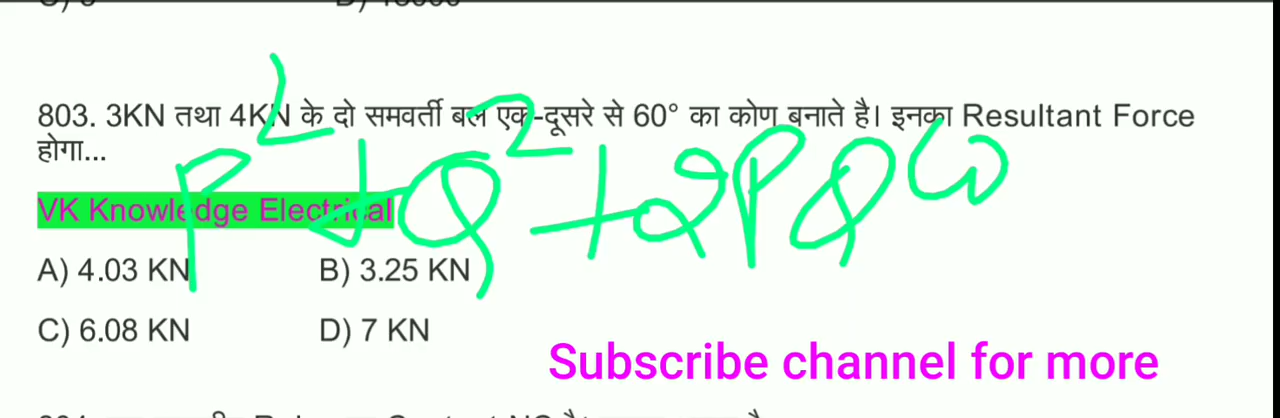 803. 3KN तथा 4KN के दो समवर्ती बल एक-दूसरे से 60° का कोण बनाते है। इनका Resultant Force
होगा...
P² + Q² + 2PQ Co
VK Knowledge Electrical
A) 4.03 KN B) 3.25 KN
C) 6.08 KN D) 7 KN
Subscribe channel for more